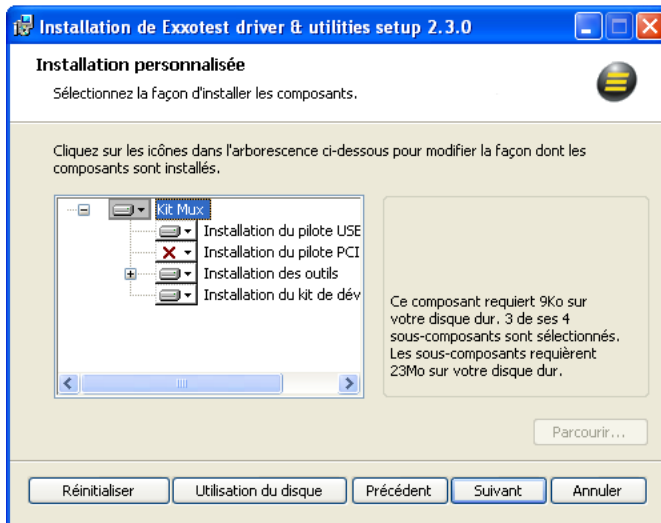 Installation de Exxotest driver & utilities setup 2.3.0
Installation personnalisée
Sélectionnez la façon d'installer les composants.
Cliquez sur les icônes dans l'arborescence ci-dessous pour modifier la façon dont les
composants sont installés.
Kit Mux
Installation du pilote USB
Installation du pilote PCI
Installation des outils
Installation du kit de dév
Ce composant requiert 9Ko sur
votre disque dur. 3 de ses 4
sous-composants sont sélectionnés.
Les sous-composants requièrent
23Mo sur votre disque dur.
Parcourir...
Réinitialiser
Utilisation du disque
Précédent
Suivant
Annuler